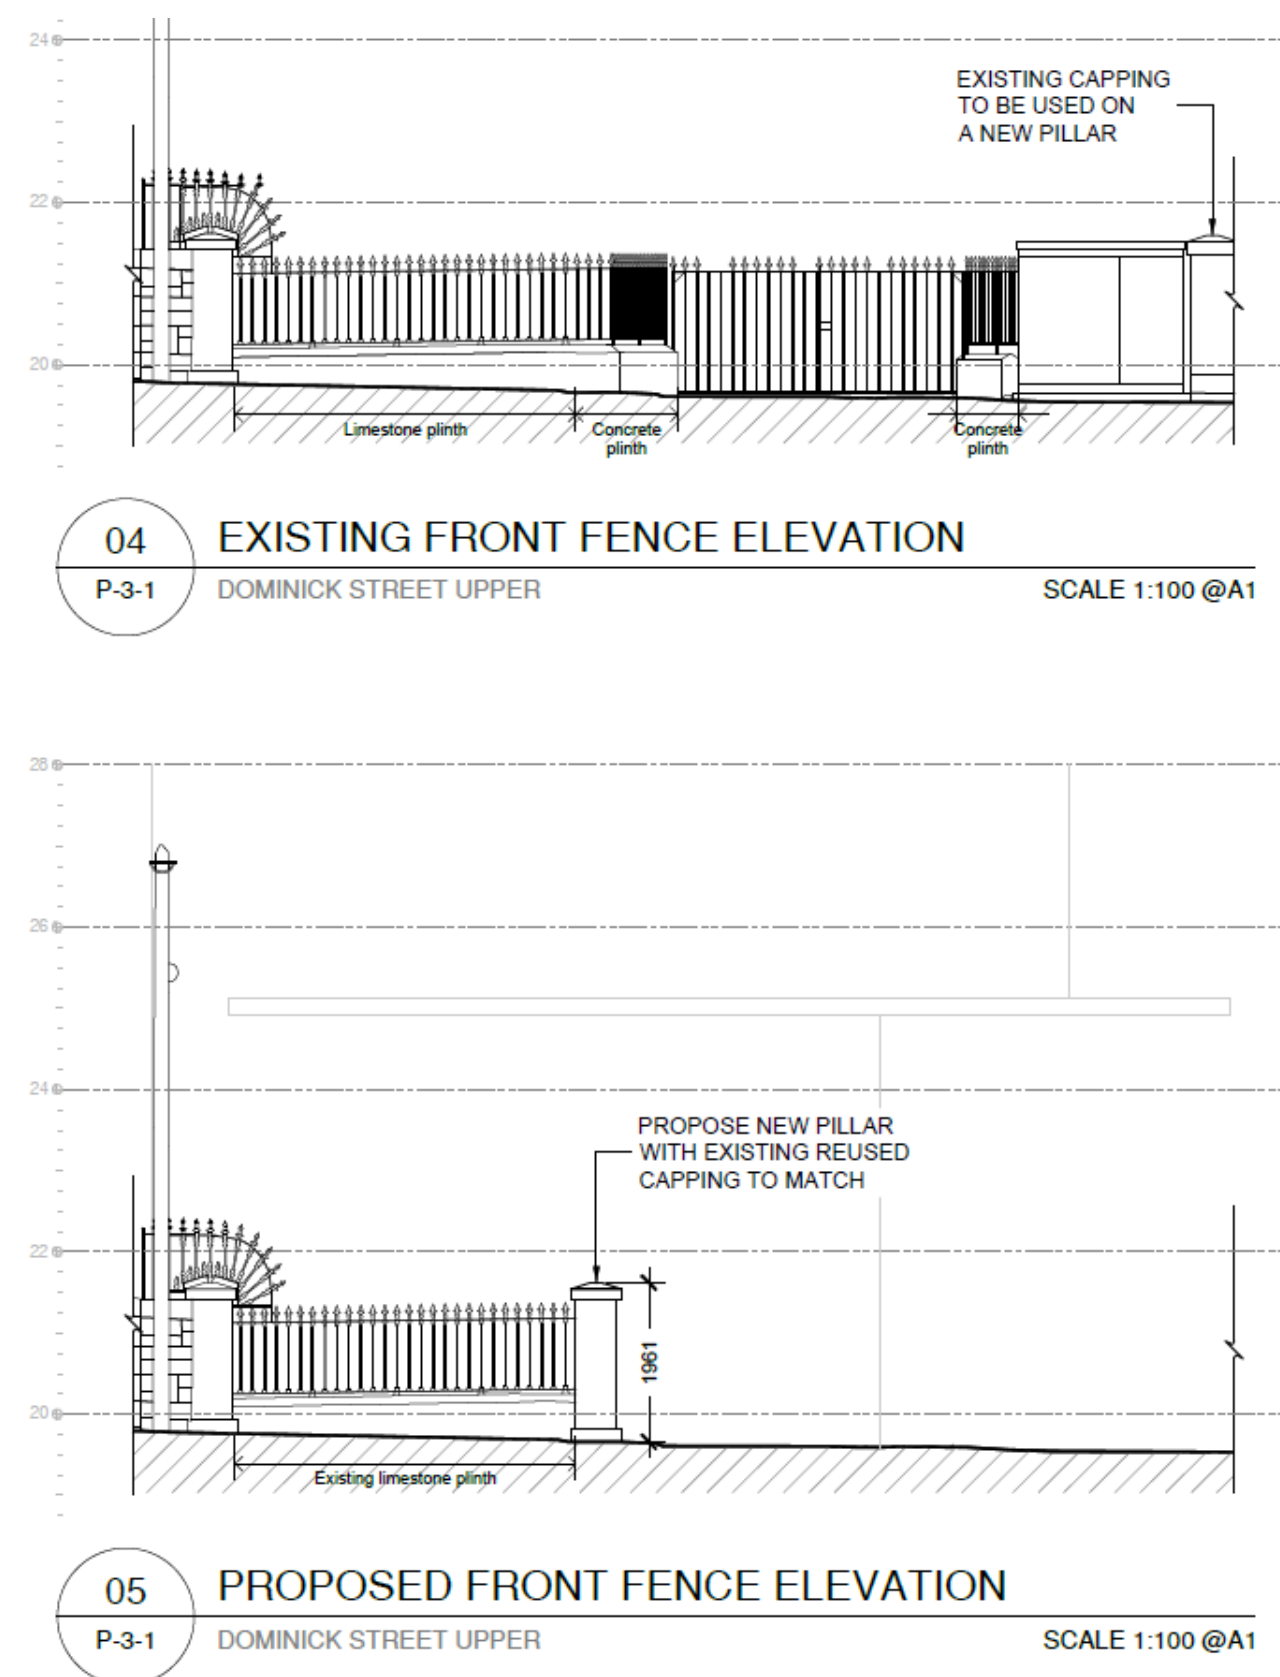 24
EXISTING CAPPING
TO BE USED ON
A NEW PILLAR
22
20
Limestone plinth
Concrete
plinth
Concrete
plinth
04
P-3-1
EXISTING FRONT FENCE ELEVATION
DOMINICK STREET UPPER
SCALE 1:100 @A1
28
26
24
PROPOSE NEW PILLAR
WITH EXISTING REUSED
CAPPING TO MATCH
22
1961
20
Existing limestone plinth
05
P-3-1
PROPOSED FRONT FENCE ELEVATION
DOMINICK STREET UPPER
SCALE 1:100 @A1